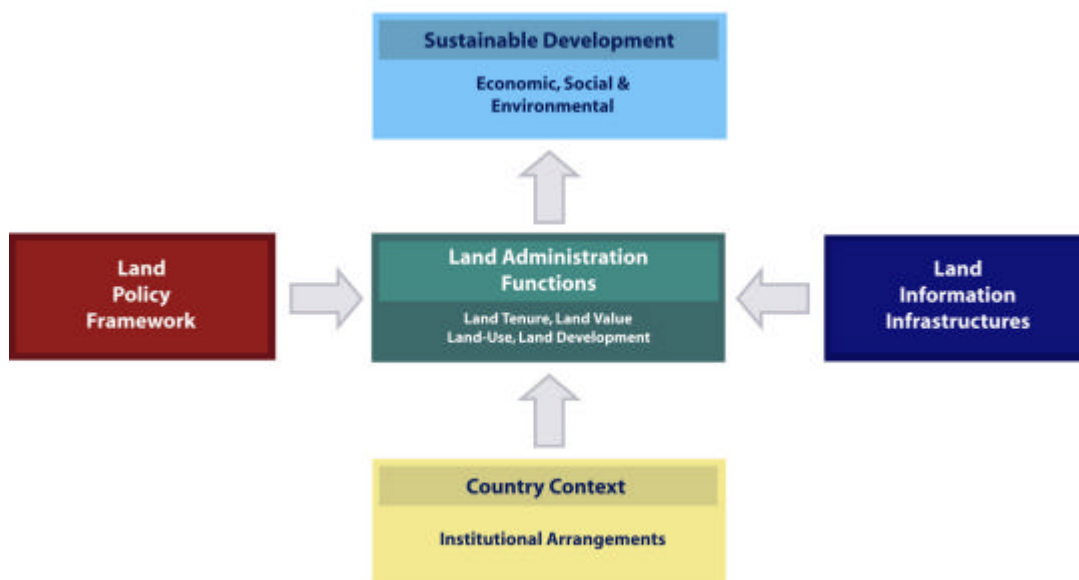 Sustainable Development
Economic, Social &
Environmental
Land
Policy
Framework
Land Administration
Functions
Land Tenure, Land Value
Land-Use, Land Development
Land
Information
Infrastructures
Country Context
Institutional Arrangements